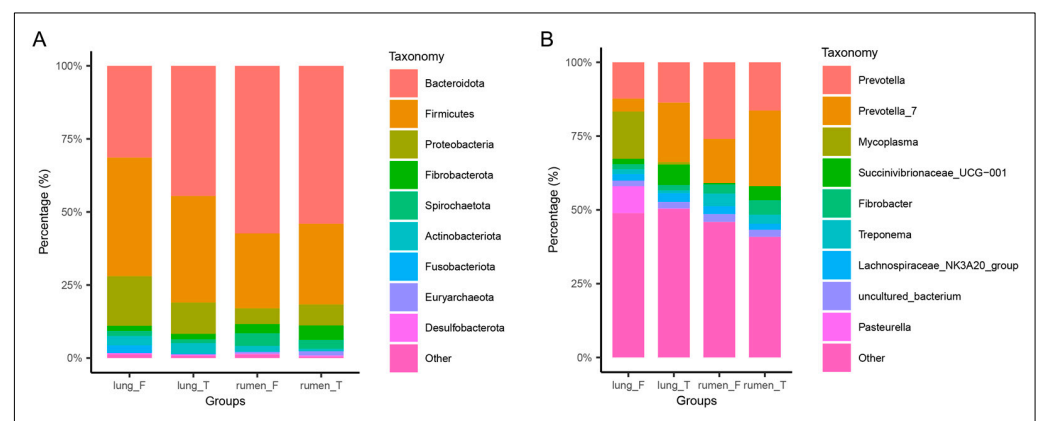 A
Taxonomy
100%
75%
50%
25%
0%
Percentage (%)
Bacteroidota
Firmicutes
Proteobacteria
Fibrobacterota
Spirochaetota
Actinobacteriota
Fusobacteriota
Euryarchaeota
Desulfobacterota
Other
lung_F
lung_T
rumen_F
rumen_T
Groups
B
Taxonomy
100%
75%
50%
25%
0%
Percentage (%)
Prevotella
Prevotella_7
Mycoplasma
Succinivibrionaceae_UCG−001
Fibrobacter
Treponema
Lachnospiraceae_NK3A20_group
uncultured_bacterium
Pasteurella
Other
lung_F
lung_T
rumen_F
rumen_T
Groups